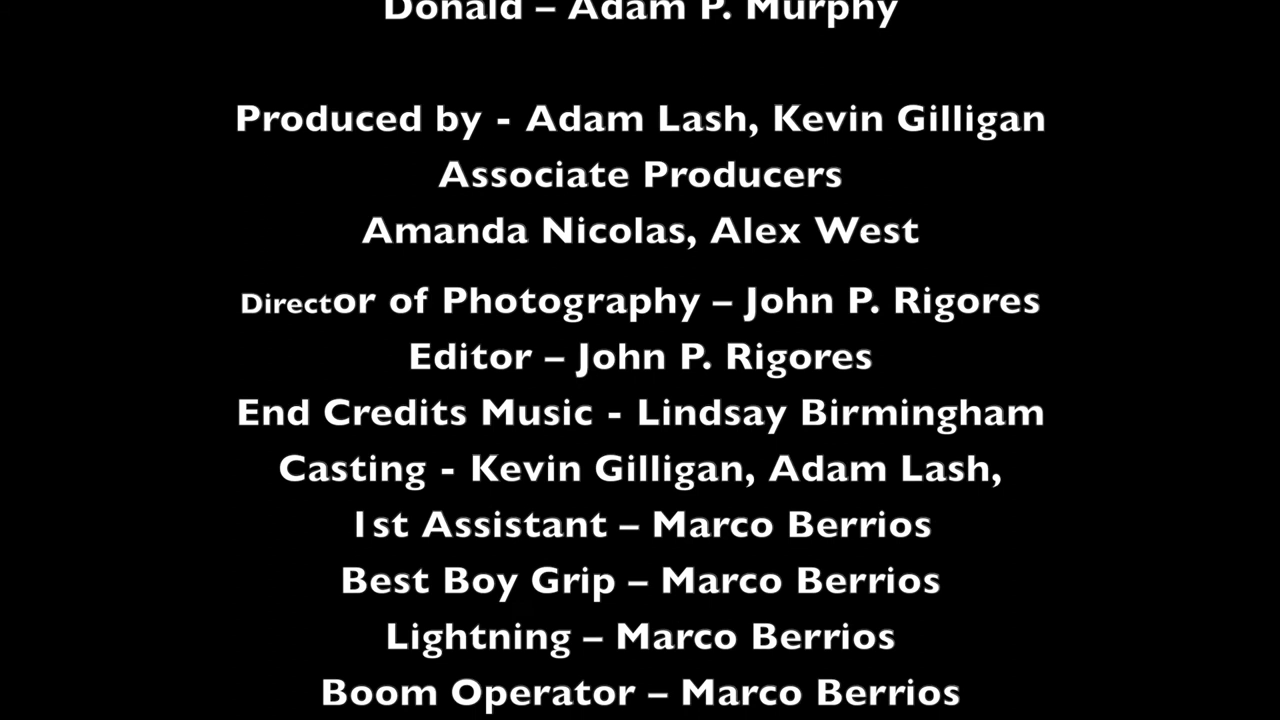 Donald – Adam P. Murphy
Produced by - Adam Lash, Kevin Gilligan
Associate Producers
Amanda Nicolas, Alex West
Director of Photography – John P. Rigores
Editor – John P. Rigores
End Credits Music - Lindsay Birmingham
Casting - Kevin Gilligan, Adam Lash,
1st Assistant – Marco Berrios
Best Boy Grip – Marco Berrios
Lightning – Marco Berrios
Boom Operator – Marco Berrios